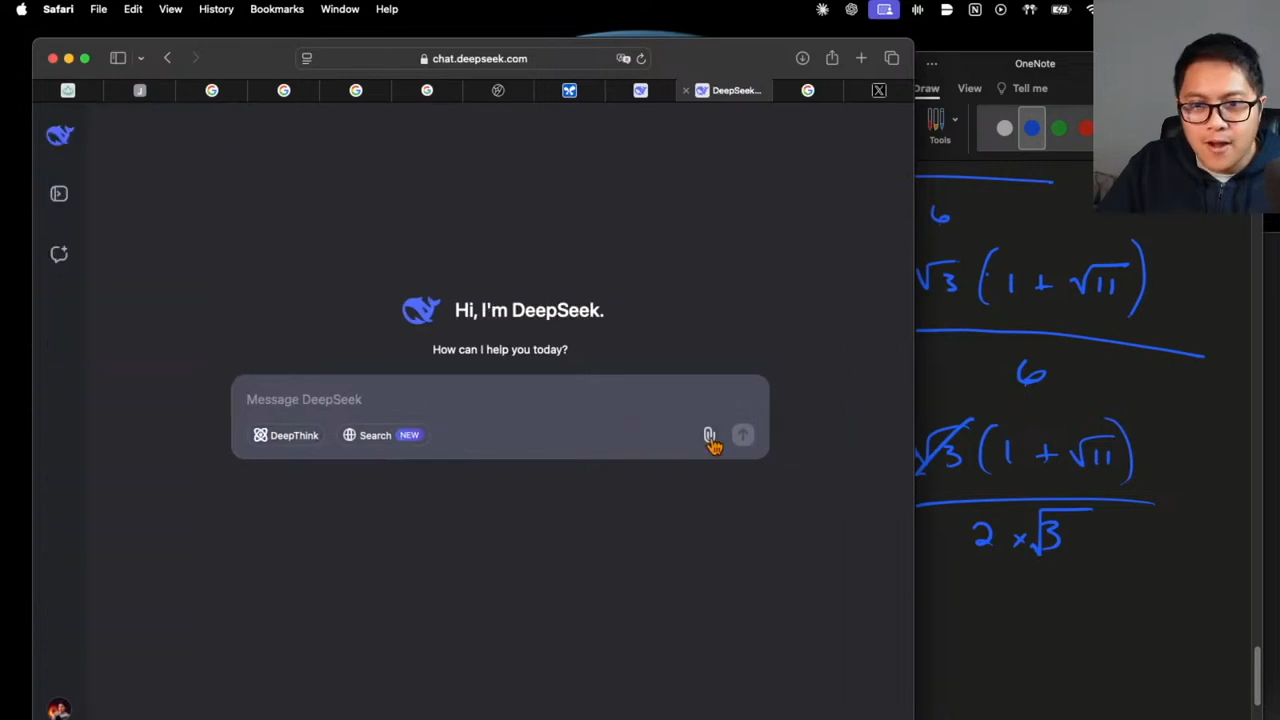 Safari File Edit View History Bookmarks Window Help
chat.deepseek.com
DeepSeek...
OneNote
Draw View Tell me
Tools
6
√3 (1 + √11)
6
√3 (1 + √11)
2 × √3
Hi, I'm DeepSeek.
How can I help you today?
Message DeepSeek
DeepThink Search NEW